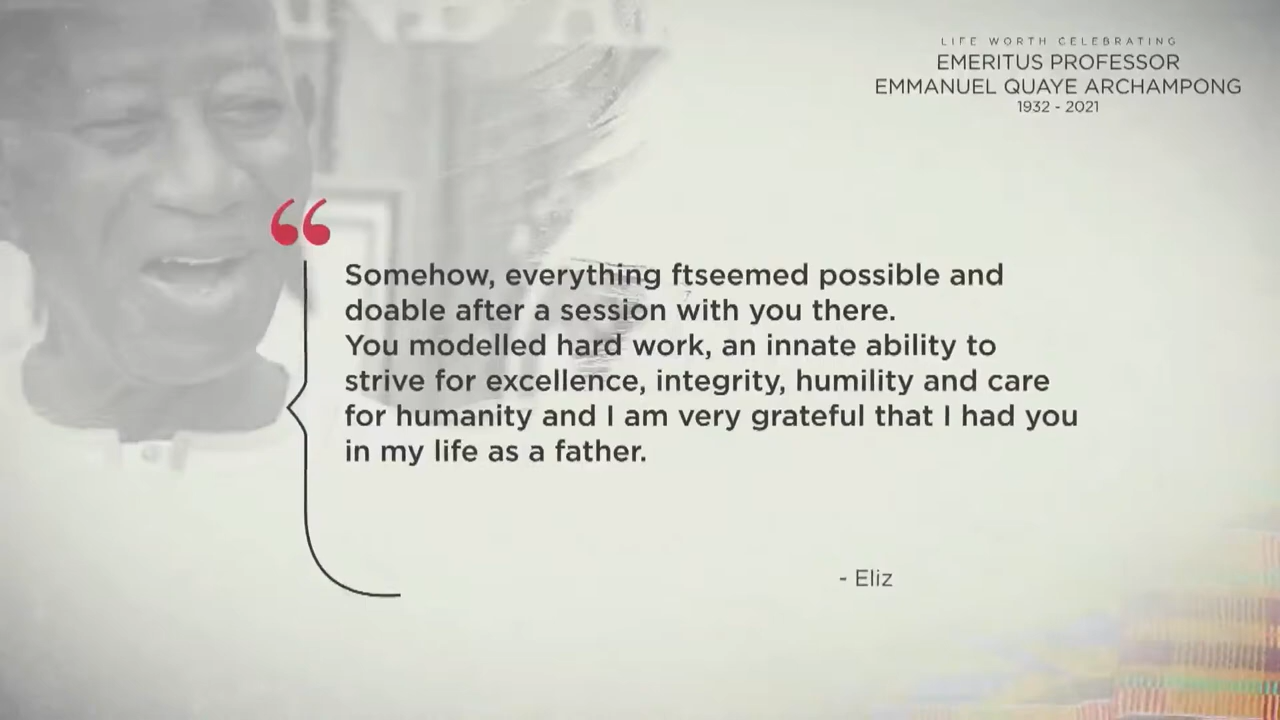 LIFE WORTH CELEBRATING
EMERITUS PROFESSOR
EMMANUEL QUAYE ARCHAMPONG
1932 - 2021
“
Somehow, everything ftseemed possible and
doable after a session with you there.
You modelled hard work, an innate ability to
strive for excellence, integrity, humility and care
for humanity and I am very grateful that I had you
in my life as a father.
- Eliz